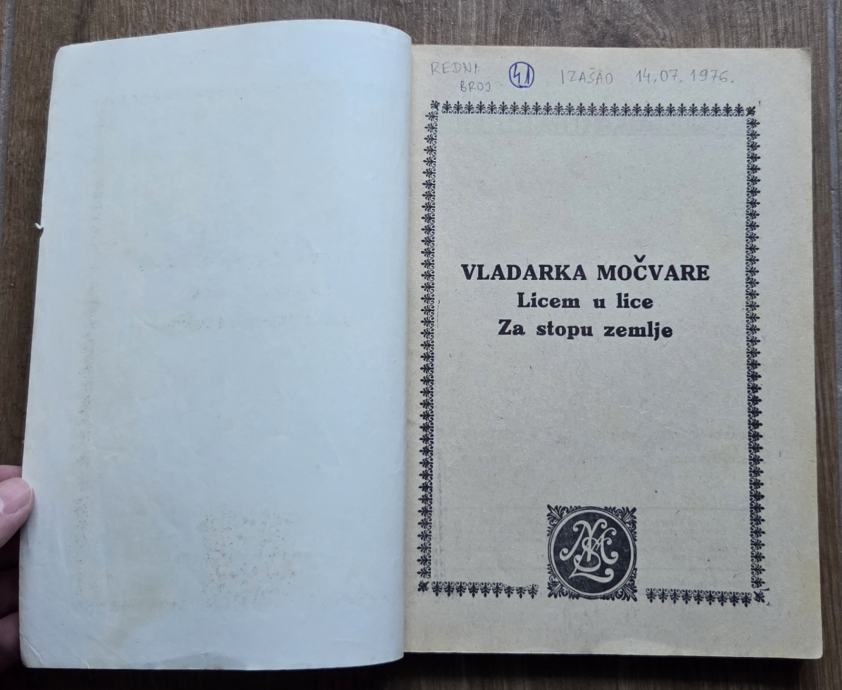 REDNI BROJ 41 IZAŠAO 14.07.1976.
VLADARKA MOČVARE
Licem u lice
Za stopu zemlje